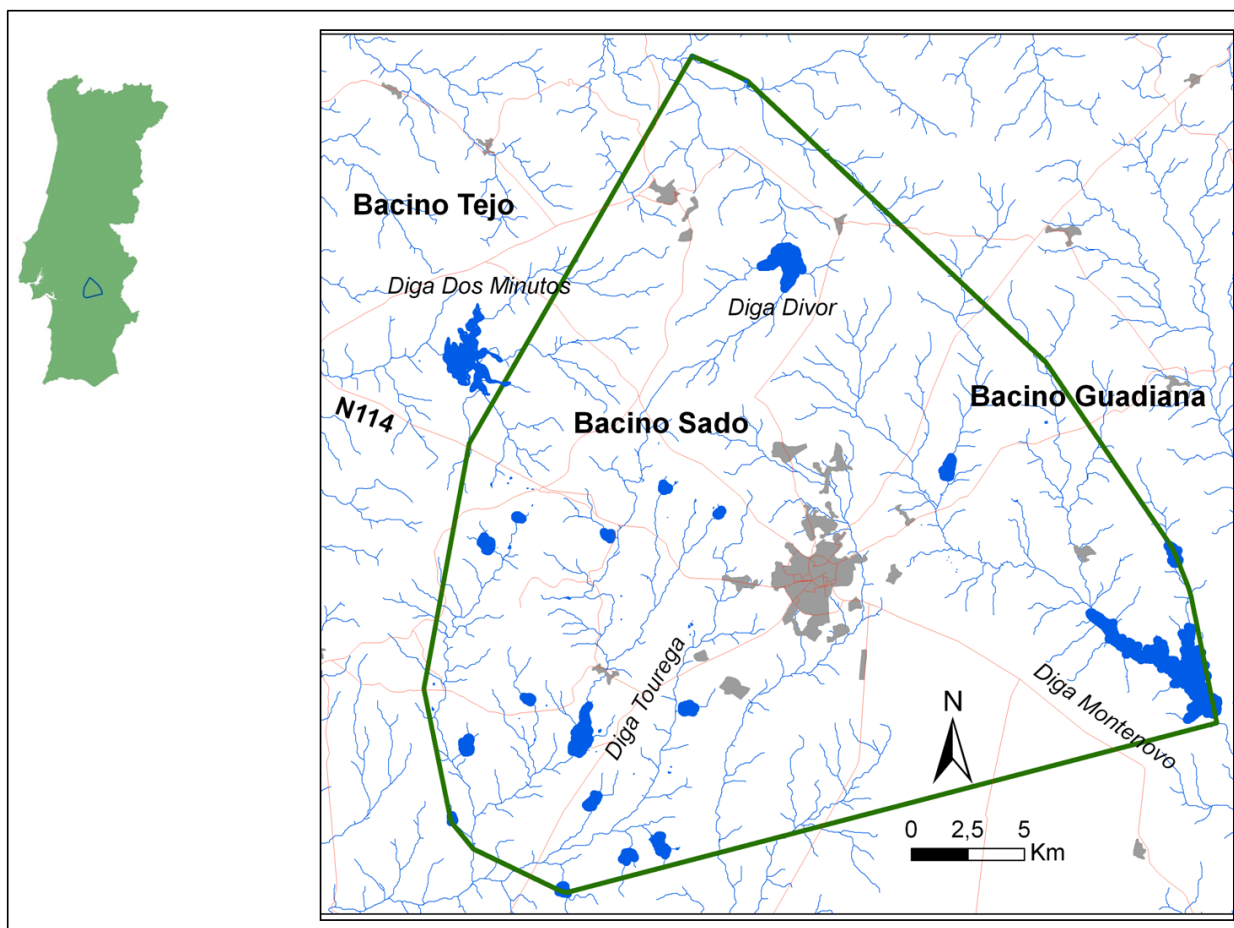 Bacino Tejo
Diga Dos Minutos
Diga Divor
Bacino Guadiana
N114
Bacino Sado
Diga Tourega
Diga Montenovo
N
0 2,5 5
Km